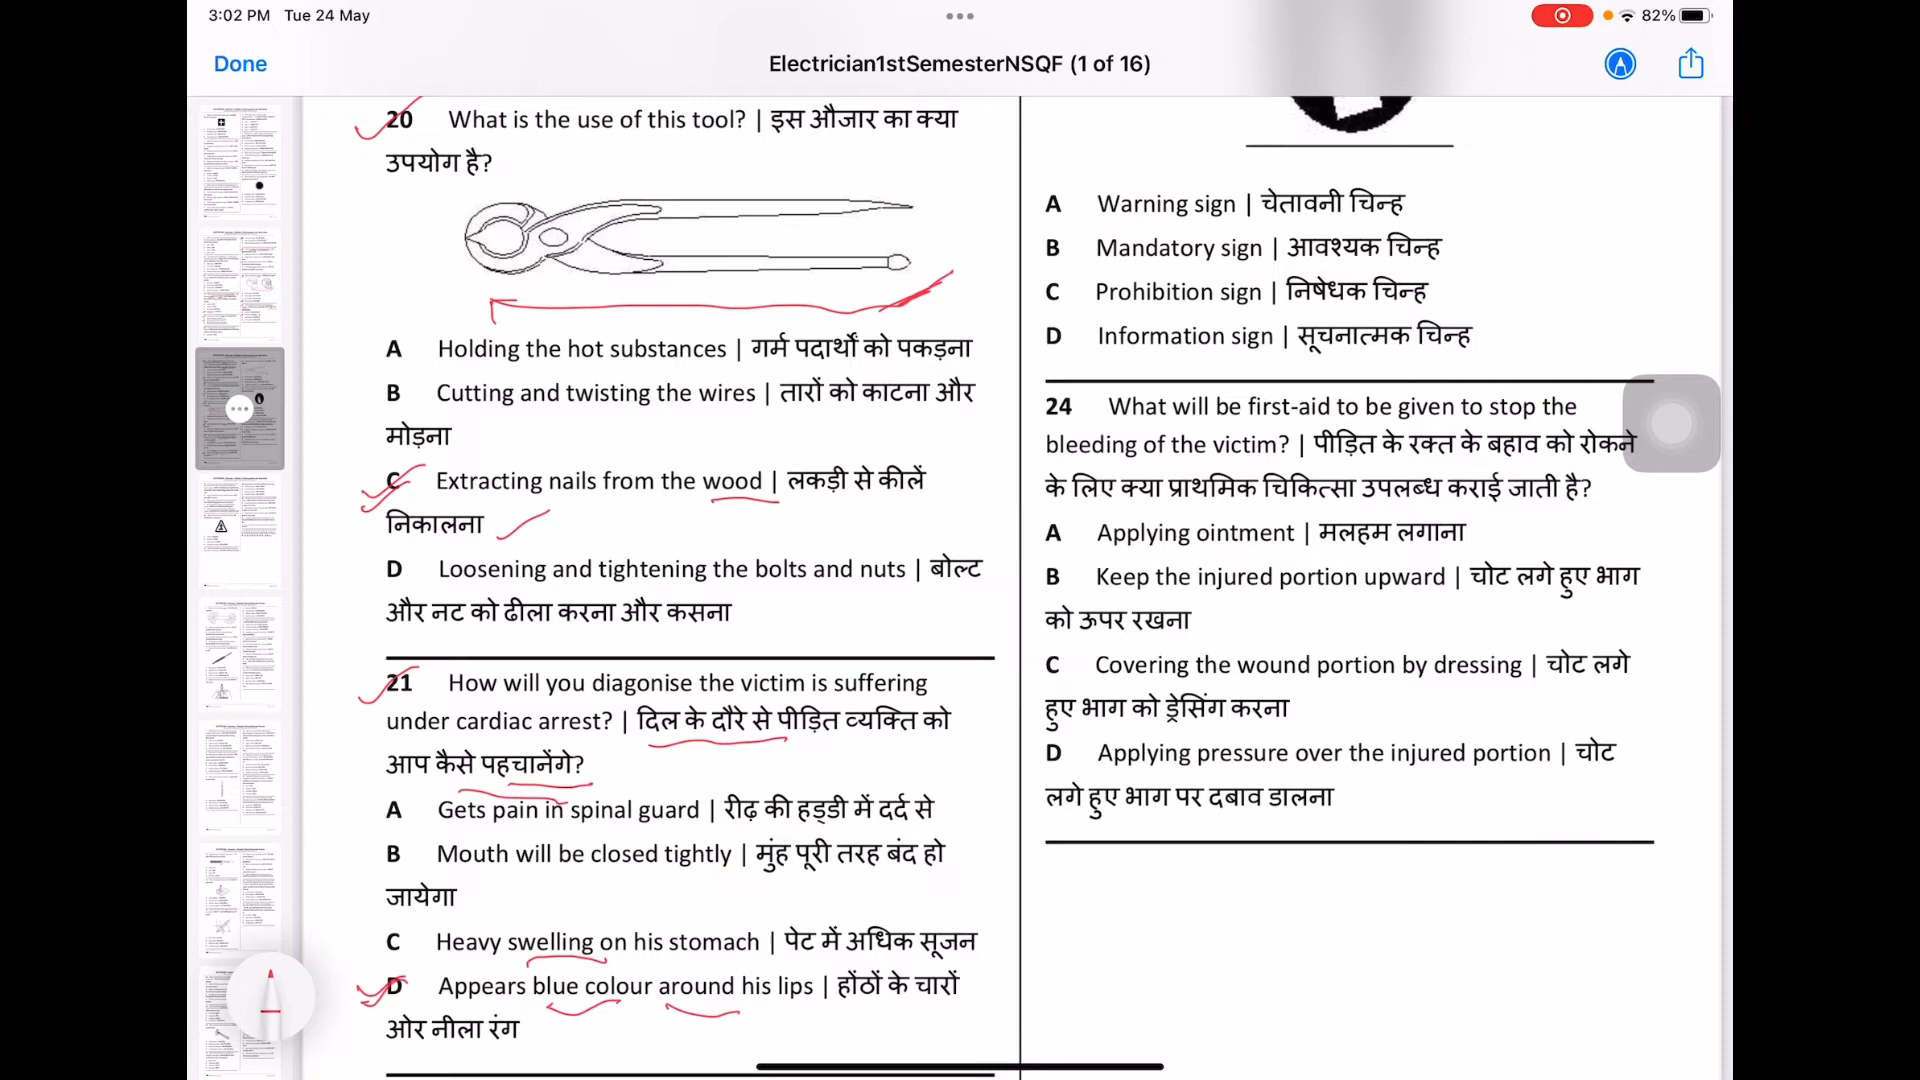 3:02 PM Tue 24 May
82%
Done
Electrician1stSemesterNSQF (1 of 16)
20 What is the use of this tool? | इस औजार का क्या
उपयोग है?
A Holding the hot substances | गर्म पदार्थों को पकड़ना
B Cutting and twisting the wires | तारों को काटना और
मोड़ना
C Extracting nails from the wood | लकड़ी से कीलें
निकालना
D Loosening and tightening the bolts and nuts | बोल्ट
और नट को ढीला करना और कसना
21 How will you diagonise the victim is suffering
under cardiac arrest? | दिल के दौरे से पीड़ित व्यक्ति को
आप कैसे पहचानेंगे?
A Gets pain in spinal guard | रीढ़ की हड्डी में दर्द से
B Mouth will be closed tightly | मुंह पूरी तरह बंद हो
जायेगा
C Heavy swelling on his stomach | पेट में अधिक सूजन
D Appears blue colour around his lips | होंठों के चारों
ओर नीला रंग
A Warning sign | चेतावनी चिन्ह
B Mandatory sign | आवश्यक चिन्ह
C Prohibition sign | निषेधक चिन्ह
D Information sign | सूचनात्मक चिन्ह
24 What will be first-aid to be given to stop the
bleeding of the victim? | पीड़ित के रक्त के बहाव को रोकने
के लिए क्या प्राथमिक चिकित्सा उपलब्ध कराई जाती है?
A Applying ointment | मलहम लगाना
B Keep the injured portion upward | चोट लगे हुए भाग
को ऊपर रखना
C Covering the wound portion by dressing | चोट लगे
हुए भाग को ड्रेसिंग करना
D Applying pressure over the injured portion | चोट
लगे हुए भाग पर दबाव डालना